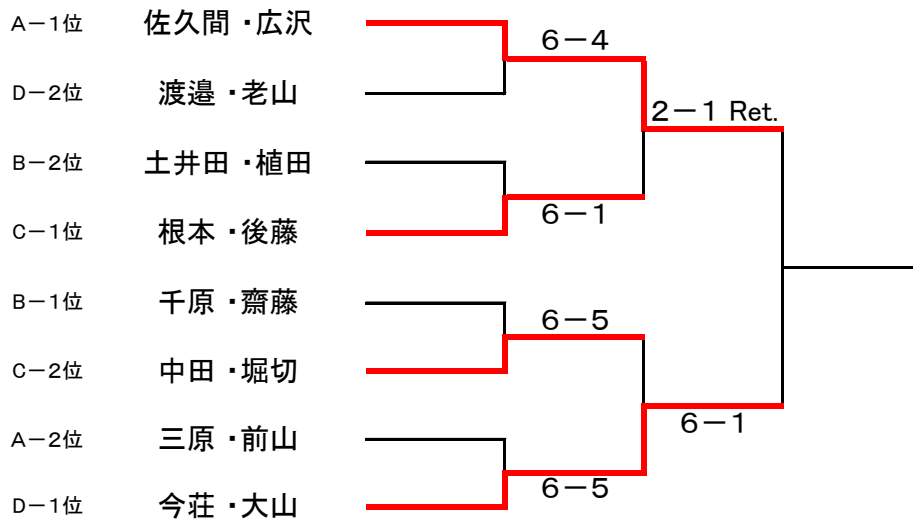 A－1位 佐久間 ・広沢
6－4
D－2位 渡邉 ・老山
2－1 Ret.
B－2位 土井田 ・植田
6－1
C－1位 根本 ・後藤
B－1位 千原 ・齋藤
6－5
C－2位 中田 ・堀切
6－1
A－2位 三原 ・前山
6－5
D－1位 今荘 ・大山